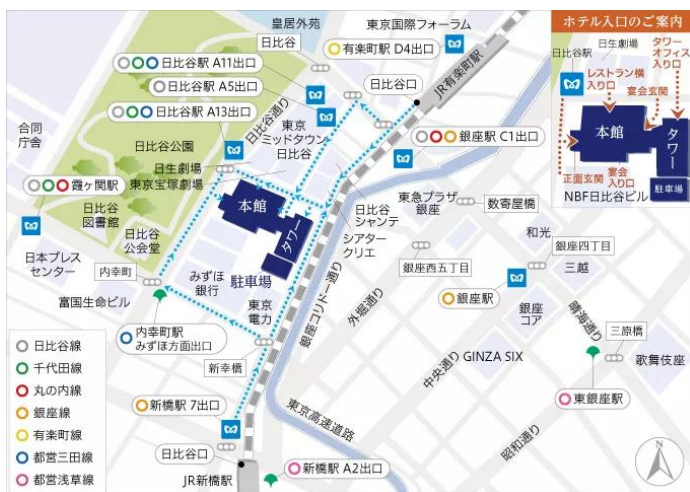 皇居外苑
東京国際フォーラム
日比谷
有楽町駅 D4出口
日比谷駅 A11出口
日比谷口
JR有楽町駅
日比谷駅 A5出口
日比谷駅 A13出口
日比谷通り
東京
ミッドタウン
日比谷
銀座駅 C1出口
合同
庁舎
日比谷公園
日生劇場
東京宝塚劇場
霞ヶ関駅
日比谷
図書館
日比谷
公会堂
本館
タワー
日比谷
シャンテ
シアター
クリエ
東急プラザ
銀座
数寄屋橋
和光
銀座四丁目
銀座西五丁目
三越
日本プレス
センター
内幸町
みずほ
銀行
駐車場
東京
電力
銀座コリドー通り
外堀通り
銀座駅
銀座
コア
晴海通り
三原橋
富国生命ビル
内幸町駅
みずほ方面出口
新幸橋
中央通り
GINZA SIX
歌舞伎座
東銀座駅
新橋駅 7出口
東京高速道路
昭和通り
日比谷口
JR新橋駅
新橋駅 A2出口
日比谷線
千代田線
丸の内線
銀座線
有楽町線
都営三田線
都営浅草線
N
ホテル入口のご案内
日比谷駅
日生劇場
タワー
オフィス
入り口
レストラン横
入り口
宴会玄関
本館
タワー
正面玄関
宴会
入り口
駐車場
NBF日比谷ビル